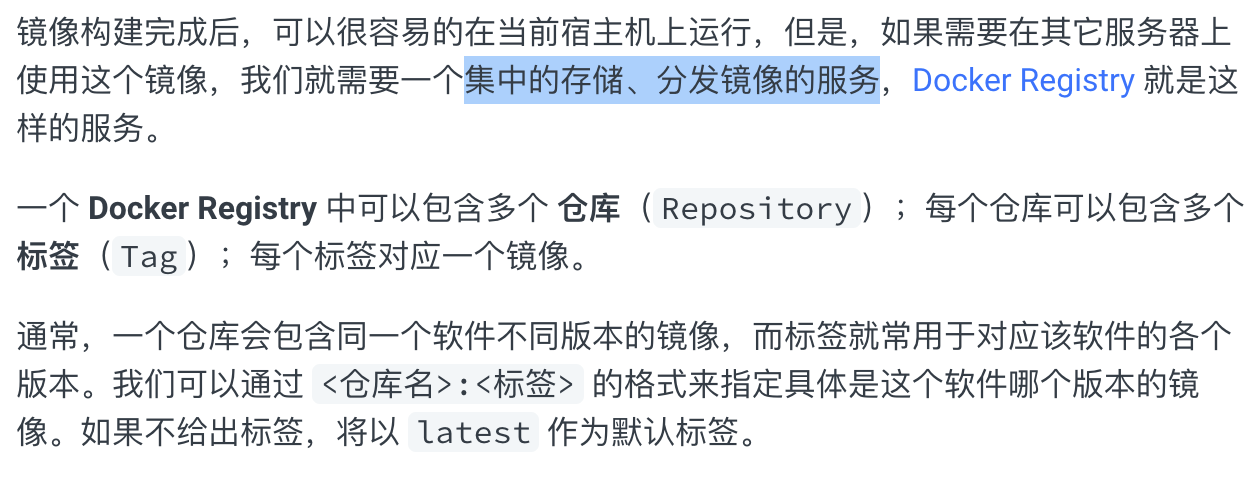 镜像构建完成后，可以很容易的在当前宿主机上运行，但是，如果需要在其它服务器上
使用这个镜像，我们就需要一个集中的存储、分发镜像的服务，Docker Registry 就是这
样的服务。
一个 Docker Registry 中可以包含多个 仓库（Repository）；每个仓库可以包含多个
标签（Tag）；每个标签对应一个镜像。
通常，一个仓库会包含同一个软件不同版本的镜像，而标签就常用于对应该软件的各个
版本。我们可以通过 <仓库名>:<标签> 的格式来指定具体是这个软件哪个版本的镜
像。如果不给出标签，将以 latest 作为默认标签。